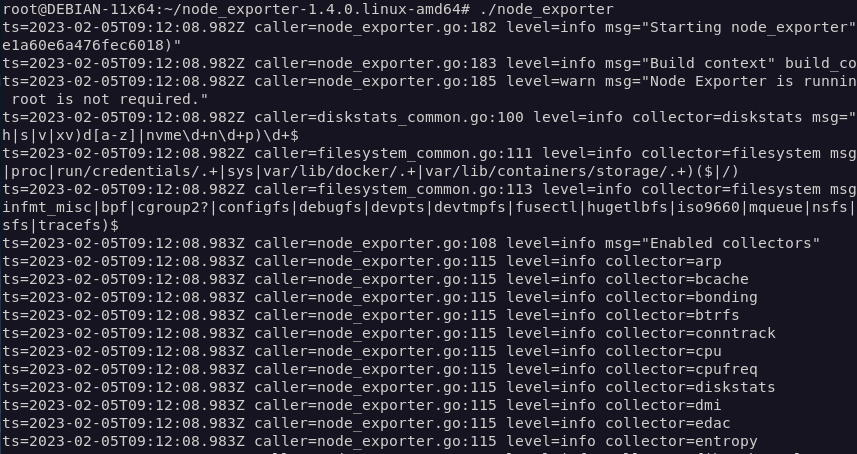 root@DEBIAN-11x64:~/node_exporter-1.4.0.linux-amd64# ./node_exporter
ts=2023-02-05T09:12:08.982Z caller=node_exporter.go:182 level=info msg="Starting node_exporter"
e1a60e6a476fec6018)"
ts=2023-02-05T09:12:08.982Z caller=node_exporter.go:183 level=info msg="Build context" build_co
ts=2023-02-05T09:12:08.982Z caller=node_exporter.go:185 level=warn msg="Node Exporter is runnin
 root is not required."
ts=2023-02-05T09:12:08.982Z caller=diskstats_common.go:100 level=info collector=diskstats msg="
h|s|v|xv)d[a-z]|nvme\d+n\d+p)\d+$
ts=2023-02-05T09:12:08.982Z caller=filesystem_common.go:111 level=info collector=filesystem msg
|proc|run/credentials/.+|sys|var/lib/docker/.+|var/lib/containers/storage/.+)($|/)
ts=2023-02-05T09:12:08.982Z caller=filesystem_common.go:113 level=info collector=filesystem msg
infmt_misc|bpf|cgroup2?|configfs|debugfs|devpts|devtmpfs|fusectl|hugetlbfs|iso9660|mqueue|nsfs|
sfs|tracefs)$
ts=2023-02-05T09:12:08.983Z caller=node_exporter.go:108 level=info msg="Enabled collectors"
ts=2023-02-05T09:12:08.983Z caller=node_exporter.go:115 level=info collector=arp
ts=2023-02-05T09:12:08.983Z caller=node_exporter.go:115 level=info collector=bcache
ts=2023-02-05T09:12:08.983Z caller=node_exporter.go:115 level=info collector=bonding
ts=2023-02-05T09:12:08.983Z caller=node_exporter.go:115 level=info collector=btrfs
ts=2023-02-05T09:12:08.983Z caller=node_exporter.go:115 level=info collector=conntrack
ts=2023-02-05T09:12:08.983Z caller=node_exporter.go:115 level=info collector=cpu
ts=2023-02-05T09:12:08.983Z caller=node_exporter.go:115 level=info collector=cpufreq
ts=2023-02-05T09:12:08.983Z caller=node_exporter.go:115 level=info collector=diskstats
ts=2023-02-05T09:12:08.983Z caller=node_exporter.go:115 level=info collector=dmi
ts=2023-02-05T09:12:08.983Z caller=node_exporter.go:115 level=info collector=edac
ts=2023-02-05T09:12:08.983Z caller=node_exporter.go:115 level=info collector=entropy